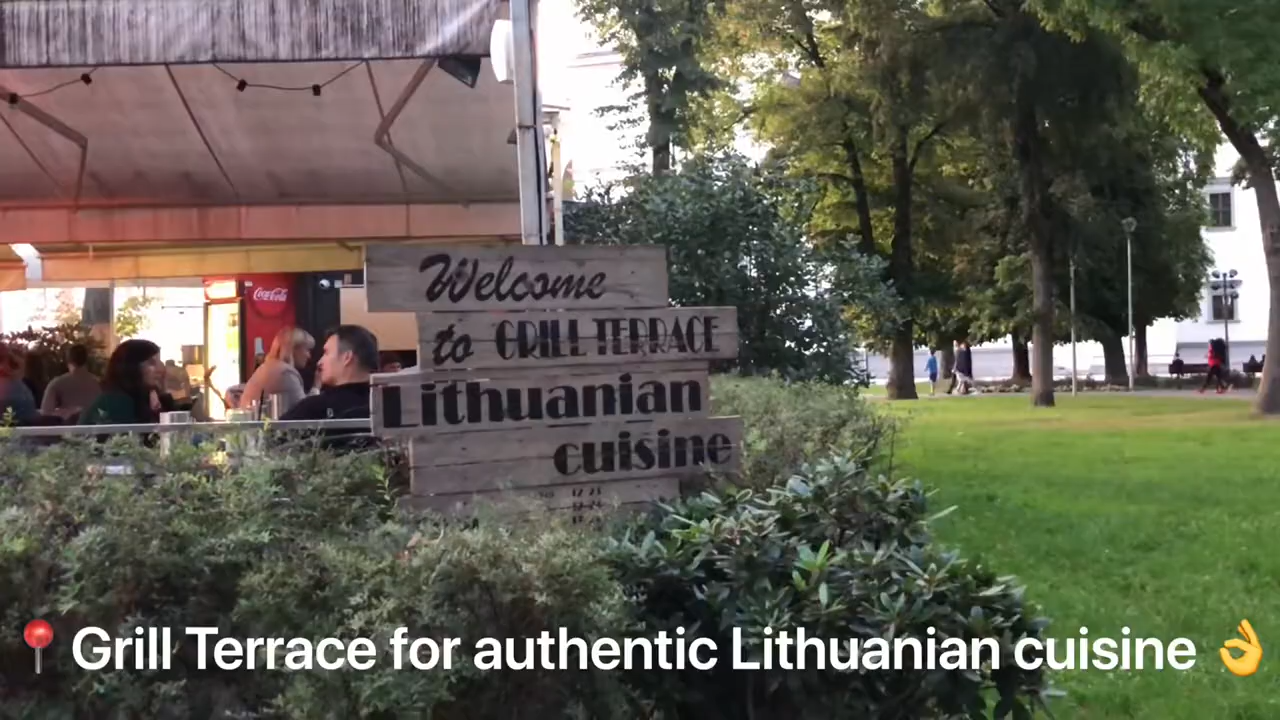 Coca-Cola
Welcome
to GRILL TERRACE
Lithuanian
cuisine
📍 Grill Terrace for authentic Lithuanian cuisine 👌